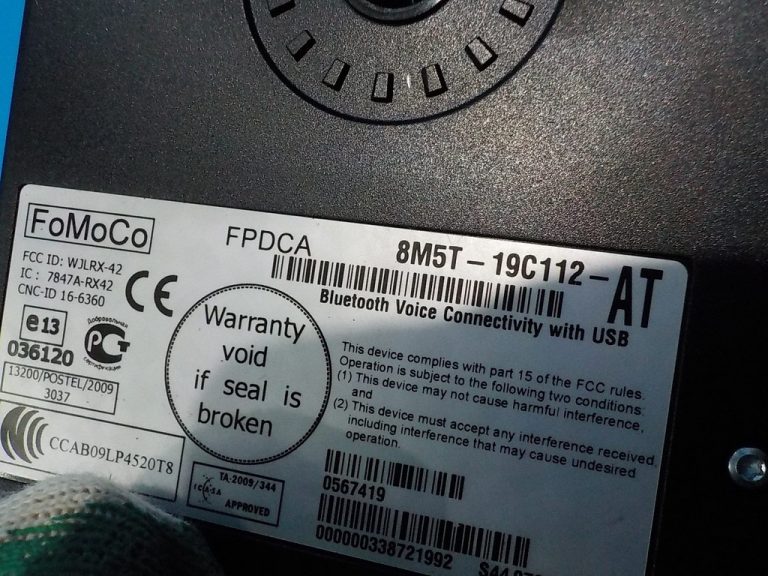 FoMoCo
FPDCA
8M5T-19C112-AT
FCC ID: WJLRX-42
IC : 7847A-RX42
CNC-ID 16-6360
CE
Bluetooth Voice Connectivity with USB
e13
036120
Добровольная
РСТ
сертификация
13200/POSTEL/2009
3037
Warranty
void
if seal is
broken
This device complies with part 15 of the FCC rules.
Operation is subject to the following two conditions:
(1) This device may not cause harmful interference,
and
(2) This device must accept any interference received,
including interference that may cause undesired
operation.
CCAB09LP4520T8
TA-2009/344
APPROVED
0567419
000000338721992